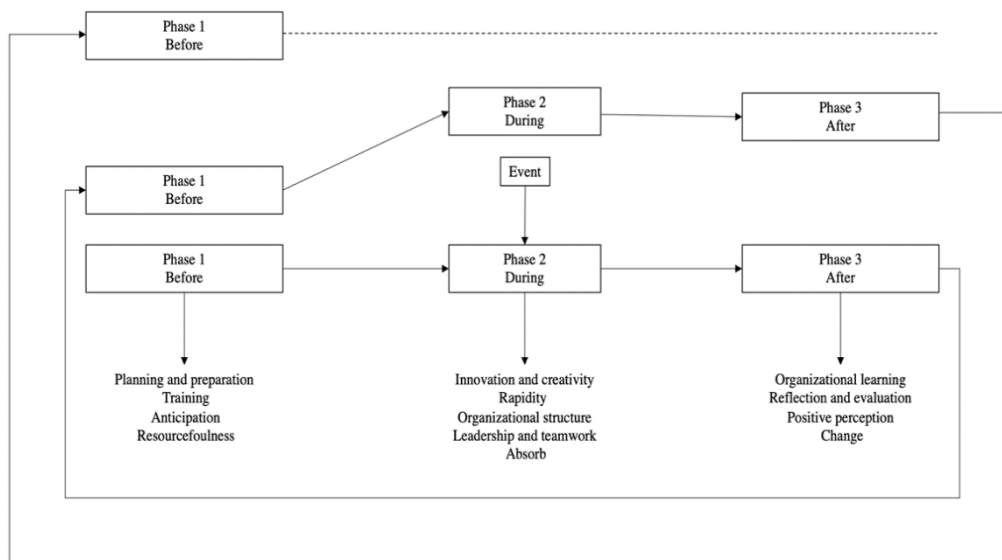 Phase 1
Before
Phase 2
During
Phase 3
After
Phase 1
Before
Event
Phase 1
Before
Phase 2
During
Phase 3
After
Planning and preparation
Training
Anticipation
Resourcefoulness
Innovation and creativity
Rapidity
Organizational structure
Leadership and teamwork
Absorb
Organizational learning
Reflection and evaluation
Positive perception
Change